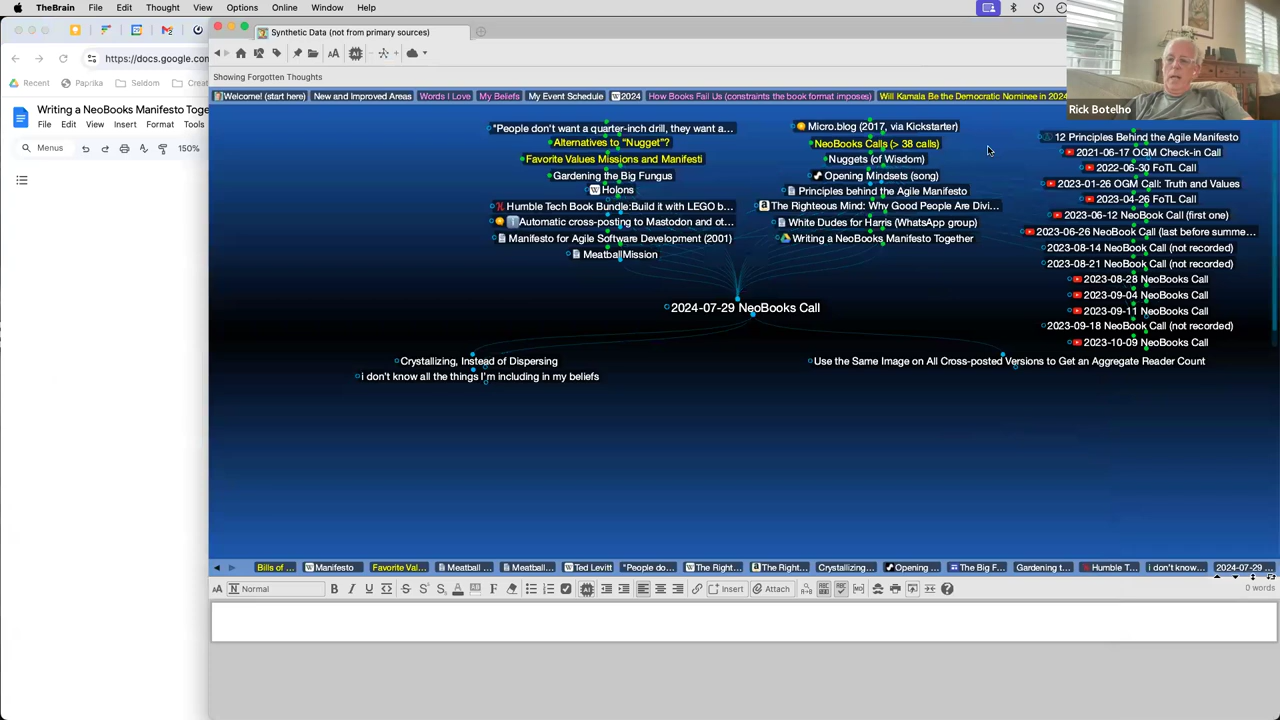 TheBrain File Edit Thought View Options Online Window Help
Synthetic Data (not from primary sources)
https://docs.google.com
Recent Paprika Seldom
Showing Forgotten Thoughts
Rick Botelho
Welcome! (start here) New and Improved Areas Words I Love My Beliefs My Event Schedule 2024 How Books Fail Us (constraints the book format imposes) Will Kamala Be the Democratic Nominee in 2024
Writing a NeoBooks Manifesto Toge
File Edit View Insert Format Tools
Menus 150%
"People don't want a quarter-inch drill, they want a...
Alternatives to "Nugget"?
Favorite Values Missions and Manifesti
Gardening the Big Fungus
Holons
Humble Tech Book Bundle:Build it with LEGO b...
Automatic cross-posting to Mastodon and ot...
Manifesto for Agile Software Development (2001)
MeatballMission
Micro.blog (2017, via Kickstarter)
NeoBooks Calls (> 38 calls)
Nuggets (of Wisdom)
Opening Mindsets (song)
Principles behind the Agile Manifesto
The Righteous Mind: Why Good People Are Divi...
White Dudes for Harris (WhatsApp group)
Writing a NeoBooks Manifesto Together
12 Principles Behind the Agile Manifesto
2021-06-17 OGM Check-in Call
2022-06-30 FoTL Call
2023-01-26 OGM Call: Truth and Values
2023-04-26 FoTL Call
2023-06-12 NeoBook Call (first one)
2023-06-26 NeoBook Call (last before summe...
2023-08-14 NeoBook Call (not recorded)
2023-08-21 NeoBook Call (not recorded)
2023-08-28 NeoBook Call
2023-09-04 NeoBook Call
2023-09-11 NeoBook Call
2023-09-18 NeoBook Call (not recorded)
2023-10-09 NeoBook Call
2024-07-29 NeoBooks Call
Crystallizing, Instead of Dispersing
i don't know all the things I'm including in my beliefs
Use the Same Image on All Cross-posted Versions to Get an Aggregate Reader Count
Bills of ... Manifesto Favorite Val... Meatball ... Meatball... Ted Levitt "People do... The Right... The Right... Crystallizing... Opening ... The Big F... Gardening t... Humble T... i don't know... 2024-07-29 ...
Normal B I U S Insert Attach 0 words